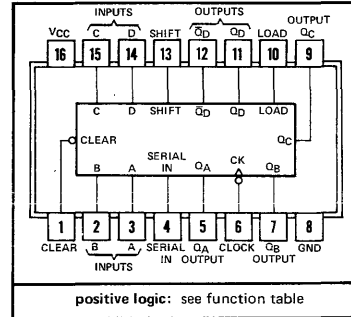 INPUTS OUTPUTS OUTPUT
VCC C D SHIFT Q̅D QD LOAD QC
16 15 14 13 12 11 10 9
C D SHIFT Q̅D QD LOAD
CLEAR QC
SERIAL
B A IN QA CK QB
1 2 3 4 5 6 7 8
CLEAR B A SERIAL QA CLOCK QB GND
INPUTS IN OUTPUT OUTPUT
positive logic: see function table